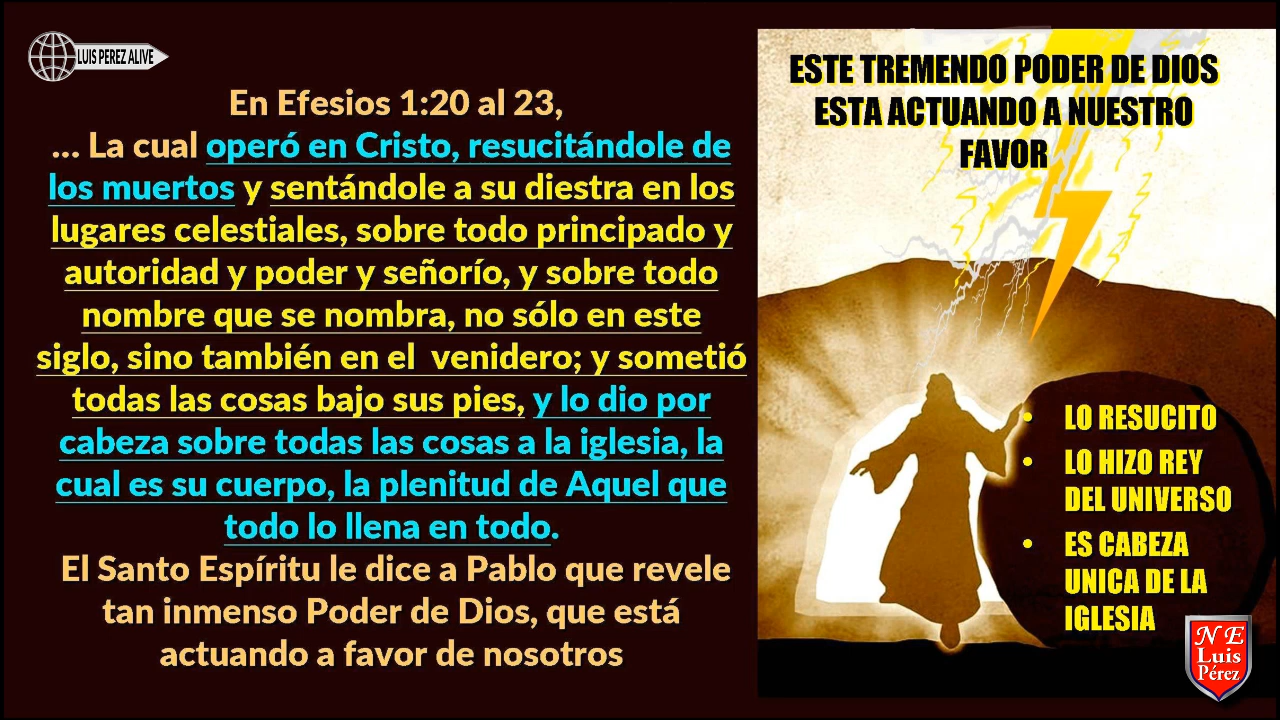 LUIS PEREZ ALIVE
En Efesios 1:20 al 23,
... La cual operó en Cristo, resucitándole de
los muertos y sentándole a su diestra en los
lugares celestiales, sobre todo principado y
autoridad y poder y señorío, y sobre todo
nombre que se nombra, no sólo en este
siglo, sino también en el venidero; y sometió
todas las cosas bajo sus pies, y lo dio por
cabeza sobre todas las cosas a la iglesia, la
cual es su cuerpo, la plenitud de Aquel que
todo lo llena en todo.
El Santo Espíritu le dice a Pablo que revele
tan inmenso Poder de Dios, que está
actuando a favor de nosotros
ESTE TREMENDO PODER DE DIOS
ESTA ACTUANDO A NUESTRO
FAVOR
• LO RESUCITO
• LO HIZO REY
DEL UNIVERSO
• ES CABEZA
UNICA DE LA
IGLESIA
N E
Luis
Pérez